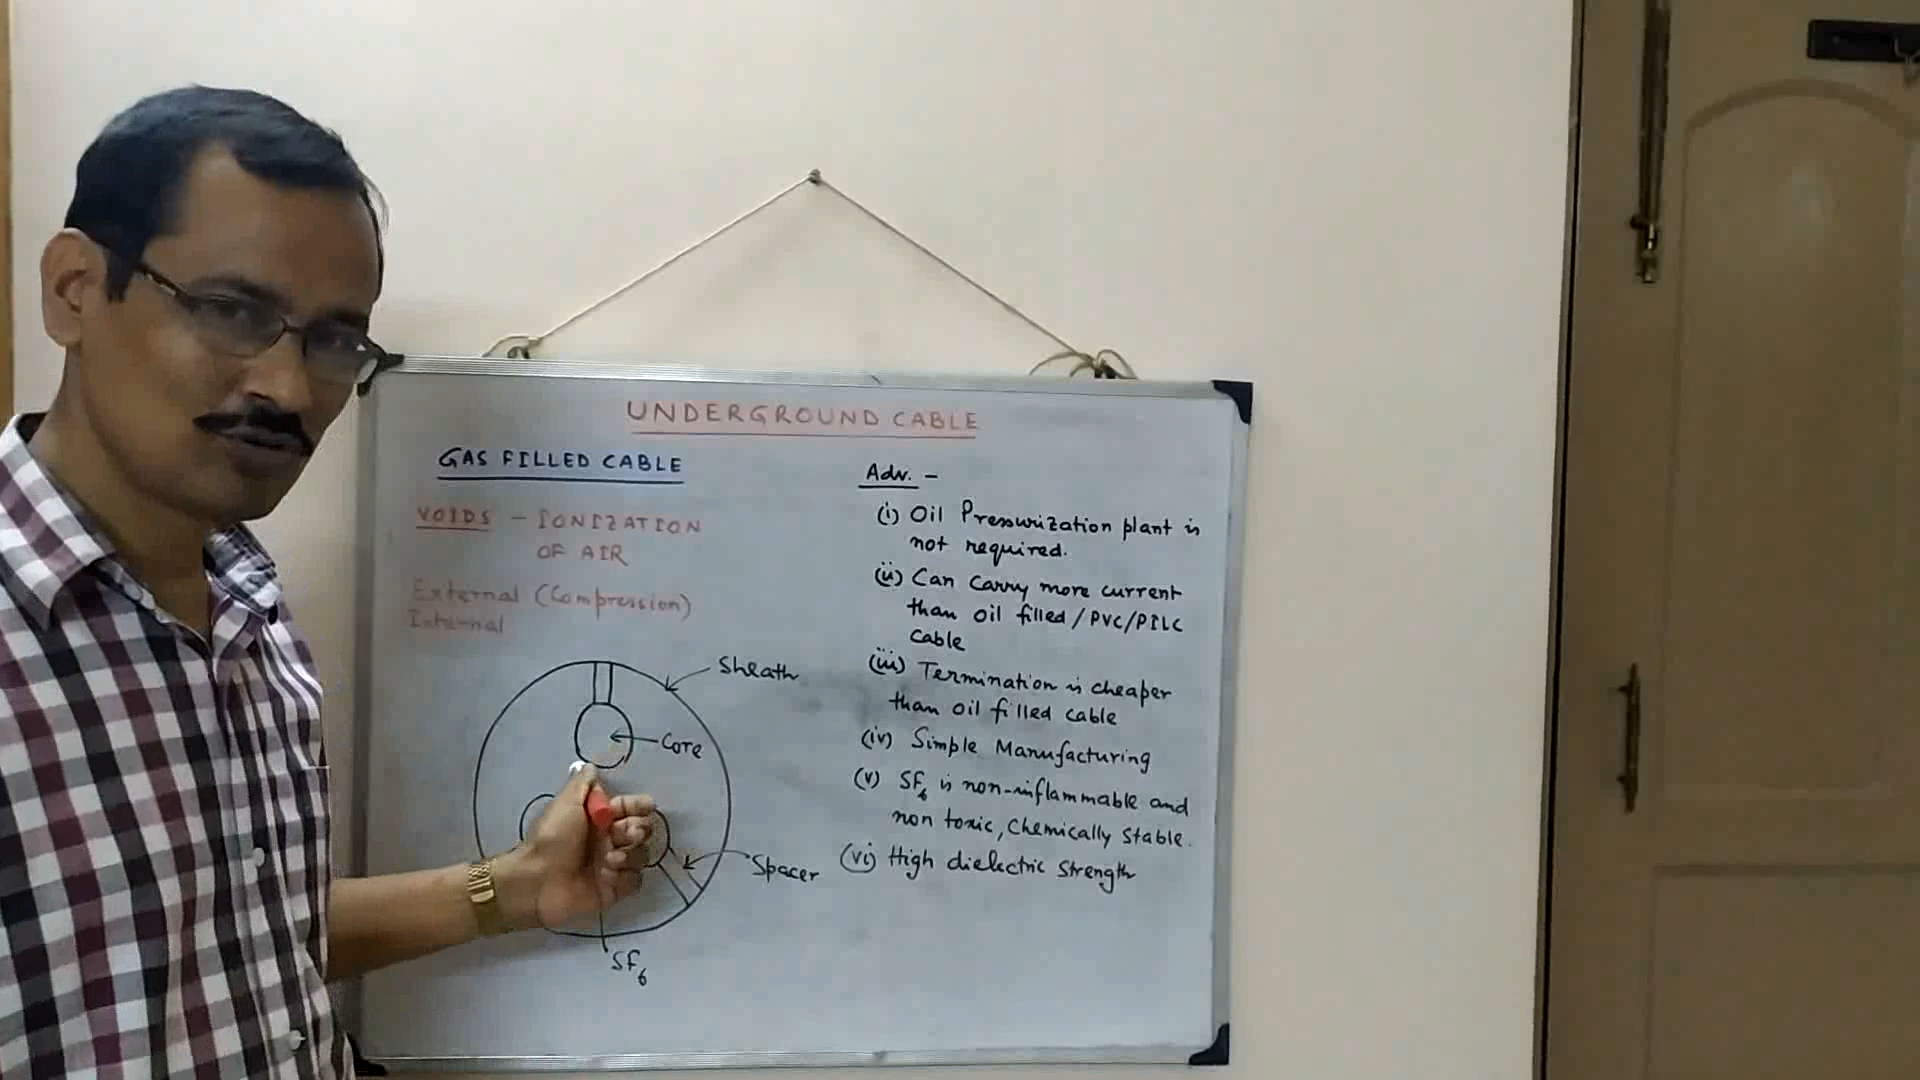 UNDERGROUND CABLE
GAS FILLED CABLE
VOIDS - IONIZATION
OF AIR
External (Compression)
Internal
Sheath
Core
Spacer
SF6
Adv. -
(i) Oil Pressurization plant is
not required.
(ii) Can Carry more current
than oil filled/PVC/PILC
Cable
(iii) Termination is cheaper
than oil filled cable
(iv) Simple Manufacturing
(v) SF6 is non-inflammable and
non toxic, Chemically stable.
(vi) High dielectric strength